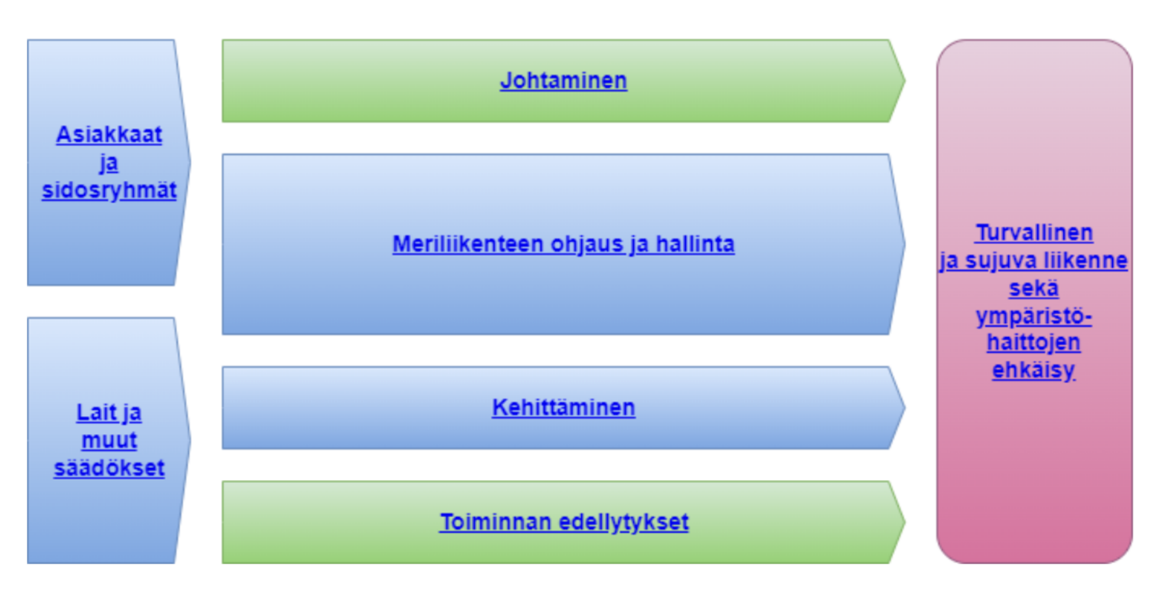 Asiakkaat
ja
sidosryhmät
Lait ja
muut
säädökset
Johtaminen
Meriliikenteen ohjaus ja hallinta
Kehittäminen
Toiminnan edellytykset
Turvallinen
ja sujuva liikenne
sekä
ympäristö-
haittojen
ehkäisy